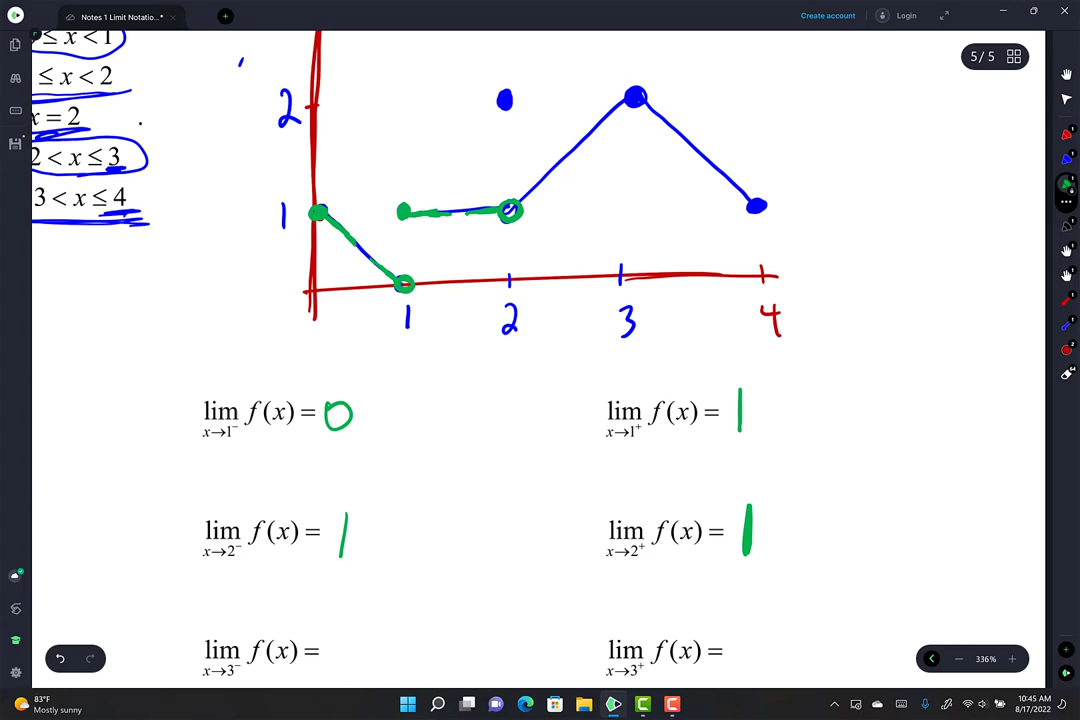 Notes 1 Limit Notatio...*
Create account
Login
5/5
≤ x < 1
≤ x < 2
x = 2
2 < x ≤ 3
3 < x ≤ 4
2
1
1 2 3 4
lim f(x) = 0
x→1⁻
lim f(x) = 1
x→1⁺
lim f(x) = 1
x→2⁻
lim f(x) = 1
x→2⁺
lim f(x) =
x→3⁻
lim f(x) =
x→3⁺
336%
83°F
Mostly sunny
10:45 AM
8/17/2022